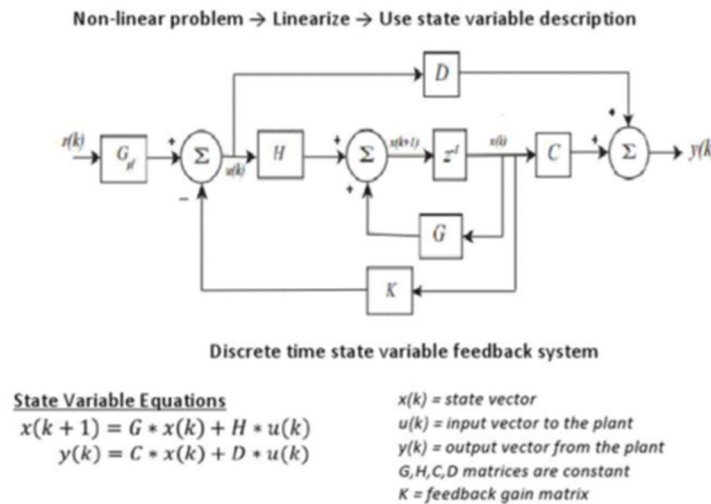 Non-linear problem → Linearize → Use state variable description
D
r(k)
G_pf
+
Σ
u(k)
H
+
Σ
x(k+1)
z⁻¹
x(k)
C
+
+
Σ
y(k
−
+
G
K
Discrete time state variable feedback system
State Variable Equations
x(k + 1) = G ∗ x(k) + H ∗ u(k)
y(k) = C ∗ x(k) + D ∗ u(k)
x(k) = state vector
u(k) = input vector to the plant
y(k) = output vector from the plant
G,H,C,D matrices are constant
K = feedback gain matrix